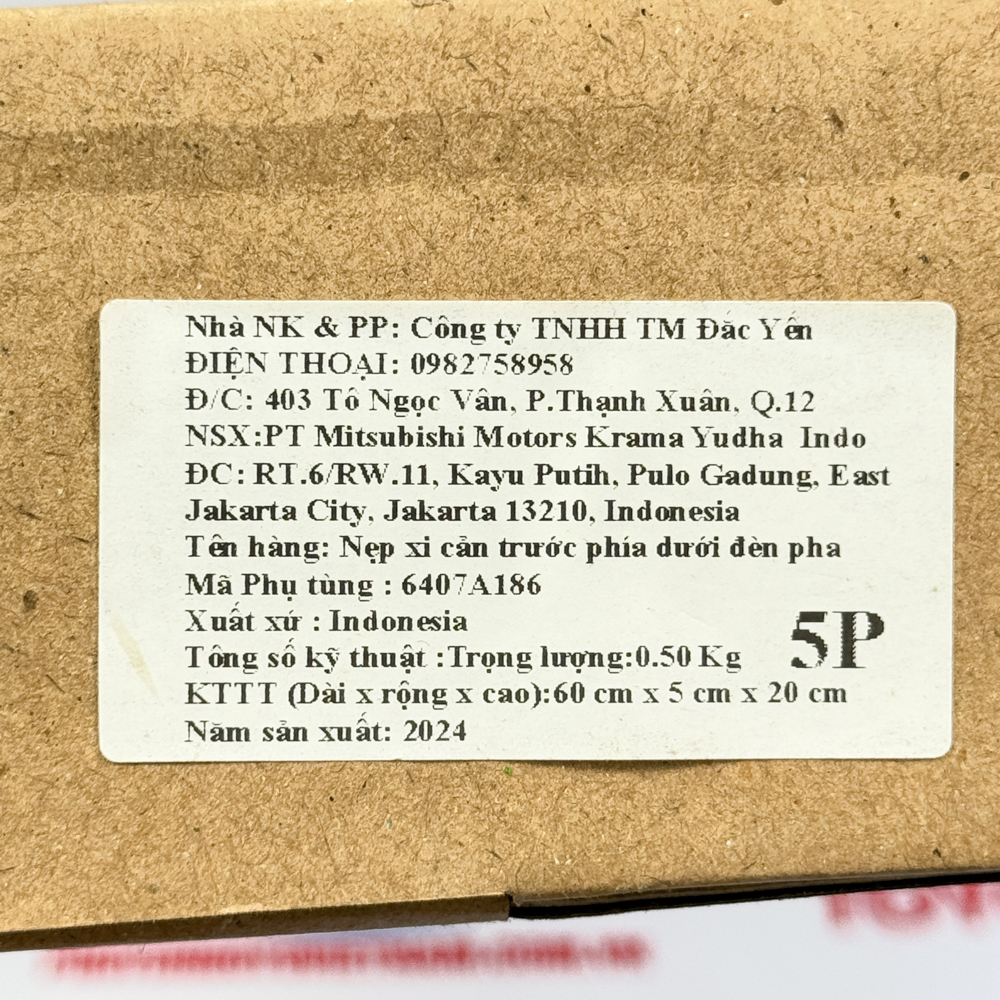 Nhà NK & PP: Công ty TNHH TM Đắc Yến
ĐIỆN THOẠI: 0982758958
Đ/C: 403 Tô Ngọc Vân, P.Thạnh Xuân, Q.12
NSX:PT Mitsubishi Motors Krama Yudha Indo
ĐC: RT.6/RW.11, Kayu Putih, Pulo Gadung, East
Jakarta City, Jakarta 13210, Indonesia
Tên hàng: Nẹp xi cản trước phía dưới đèn pha
Mã Phụ tùng : 6407A186
Xuất xứ : Indonesia
Tông số kỹ thuật :Trọng lượng:0.50 Kg
5P
KTTT (Dài x rộng x cao):60 cm x 5 cm x 20 cm
Năm sản xuất: 2024